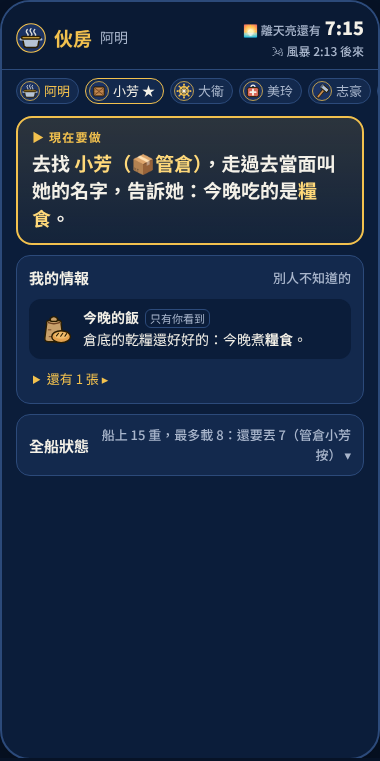 伙房 阿明
離天亮還有 7:15
風暴 2:13 後來
阿明 小芳 ★ 大衛 美玲 志豪
▶ 現在要做
去找 小芳（📦管倉），走過去當面叫
她的名字，告訴她：今晚吃的是糧
食。
我的情報 別人不知道的
今晚的飯 只有你看到
倉底的乾糧還好好的：今晚煮糧食。
▶ 還有 1 張 ▸
全船狀態 船上 15 重，最多載 8：還要丟 7（管倉小芳
按） ▾